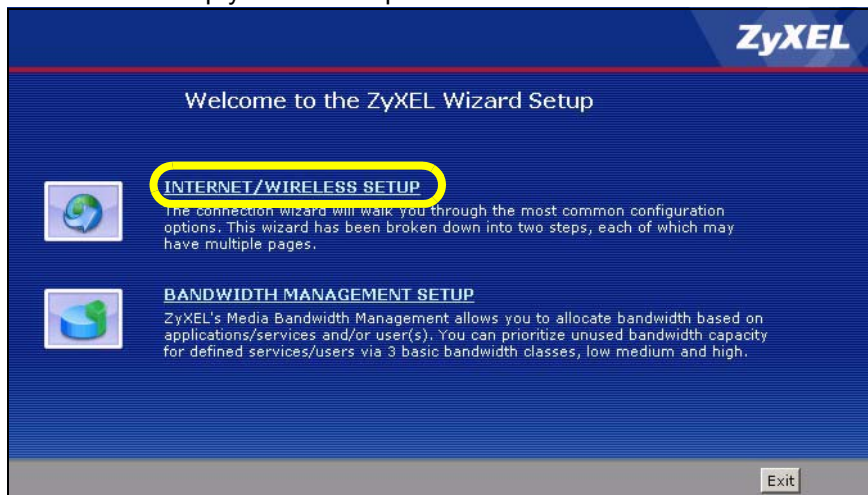 ZyXEL
Welcome to the ZyXEL Wizard Setup
INTERNET/WIRELESS SETUP
The connection wizard will walk you through the most common configuration
options. This wizard has been broken down into two steps, each of which may
have multiple pages.
BANDWIDTH MANAGEMENT SETUP
ZyXEL's Media Bandwidth Management allows you to allocate bandwidth based on
applications/services and/or user(s). You can prioritize unused bandwidth capacity
for defined services/users via 3 basic bandwidth classes, low medium and high.
Exit